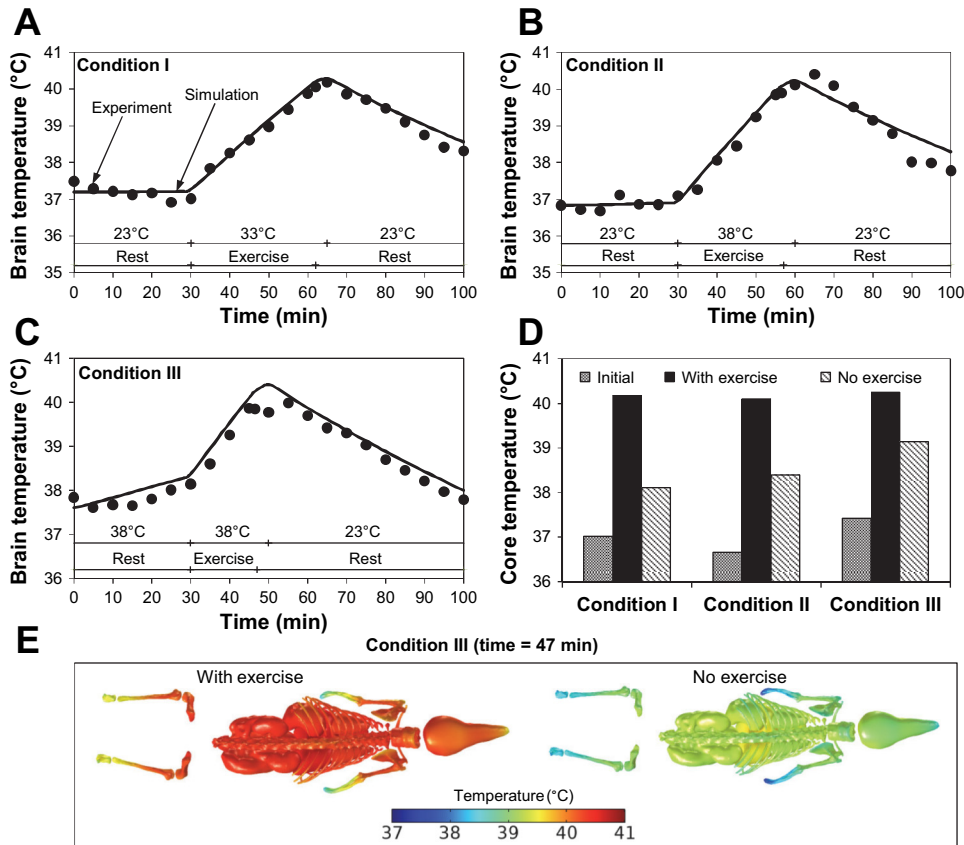 A
Condition I
Brain temperature (°C)
41
40
39
38
37
36
35
Experiment
Simulation
23°C
33°C
23°C
Rest
Exercise
Rest
0 10 20 30 40 50 60 70 80 90 100
Time (min)
B
Condition II
Brain temperature (°C)
41
40
39
38
37
36
35
23°C
38°C
23°C
Rest
Exercise
Rest
0 10 20 30 40 50 60 70 80 90 100
Time (min)
C
Condition III
Brain temperature (°C)
41
40
39
38
37
36
38°C
38°C
23°C
Rest
Exercise
Rest
0 10 20 30 40 50 60 70 80 90 100
Time (min)
D
Core temperature (°C)
41
40
39
38
37
36
Initial
With exercise
No exercise
Condition I
Condition II
Condition III
E
Condition III (time = 47 min)
With exercise
No exercise
Temperature (°C)
37 38 39 40 41